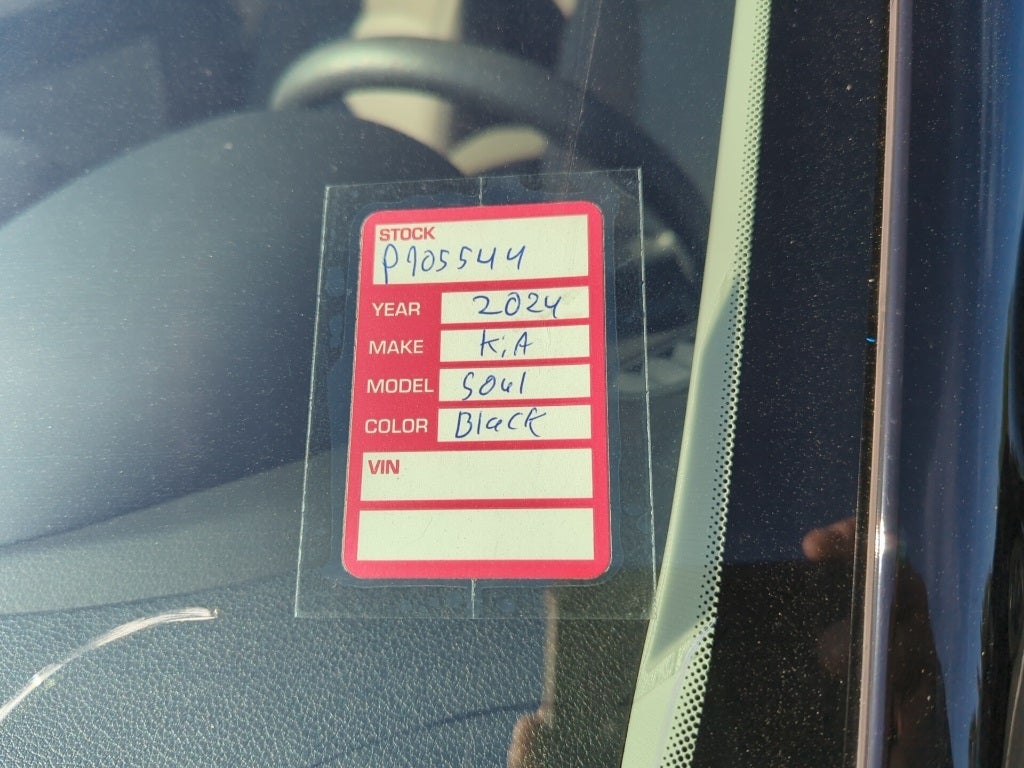 STOCK
P905544
YEAR 2024
MAKE KiA
MODEL SOul
COLOR BlacK
VIN